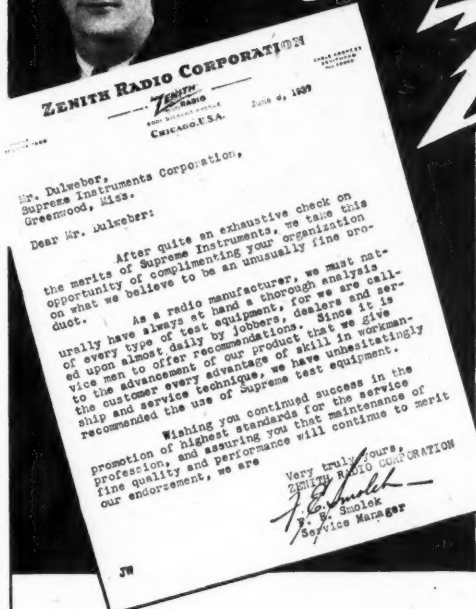 ZENITH RADIO CORPORATION
ZENITH
RADIO
CHICAGO, U.S.A.
June 6, 1939
Mr. Dulweber,
Supreme Instruments Corporation,
Greenwood, Miss.
Dear Mr. Dulweber:
After quite an exhaustive check on
the merits of Supreme Instruments, we take this
opportunity of complimenting your organization
on what we believe to be an unusually fine pro-
duct.
As a radio manufacturer, we must nat-
urally have always at hand a thorough analysis
of every type of test equipment, for we are call-
ed upon almost daily by jobbers, dealers and ser-
vice men to offer recommendations. Since it is
to the advancement of our product that we give
the customer every advantage of skill in workman-
ship and service technique, we have unhesitatingly
recommended the use of Supreme test equipment.
Wishing you continued success in the
promotion of highest standards for the service
profession, and assuring you that maintenance of
fine quality and performance will continue to merit
our endorsement, we are
Very truly yours,
ZENITH RADIO CORPORATION
F. E. Smolek
Smolek
Service Manager
JW